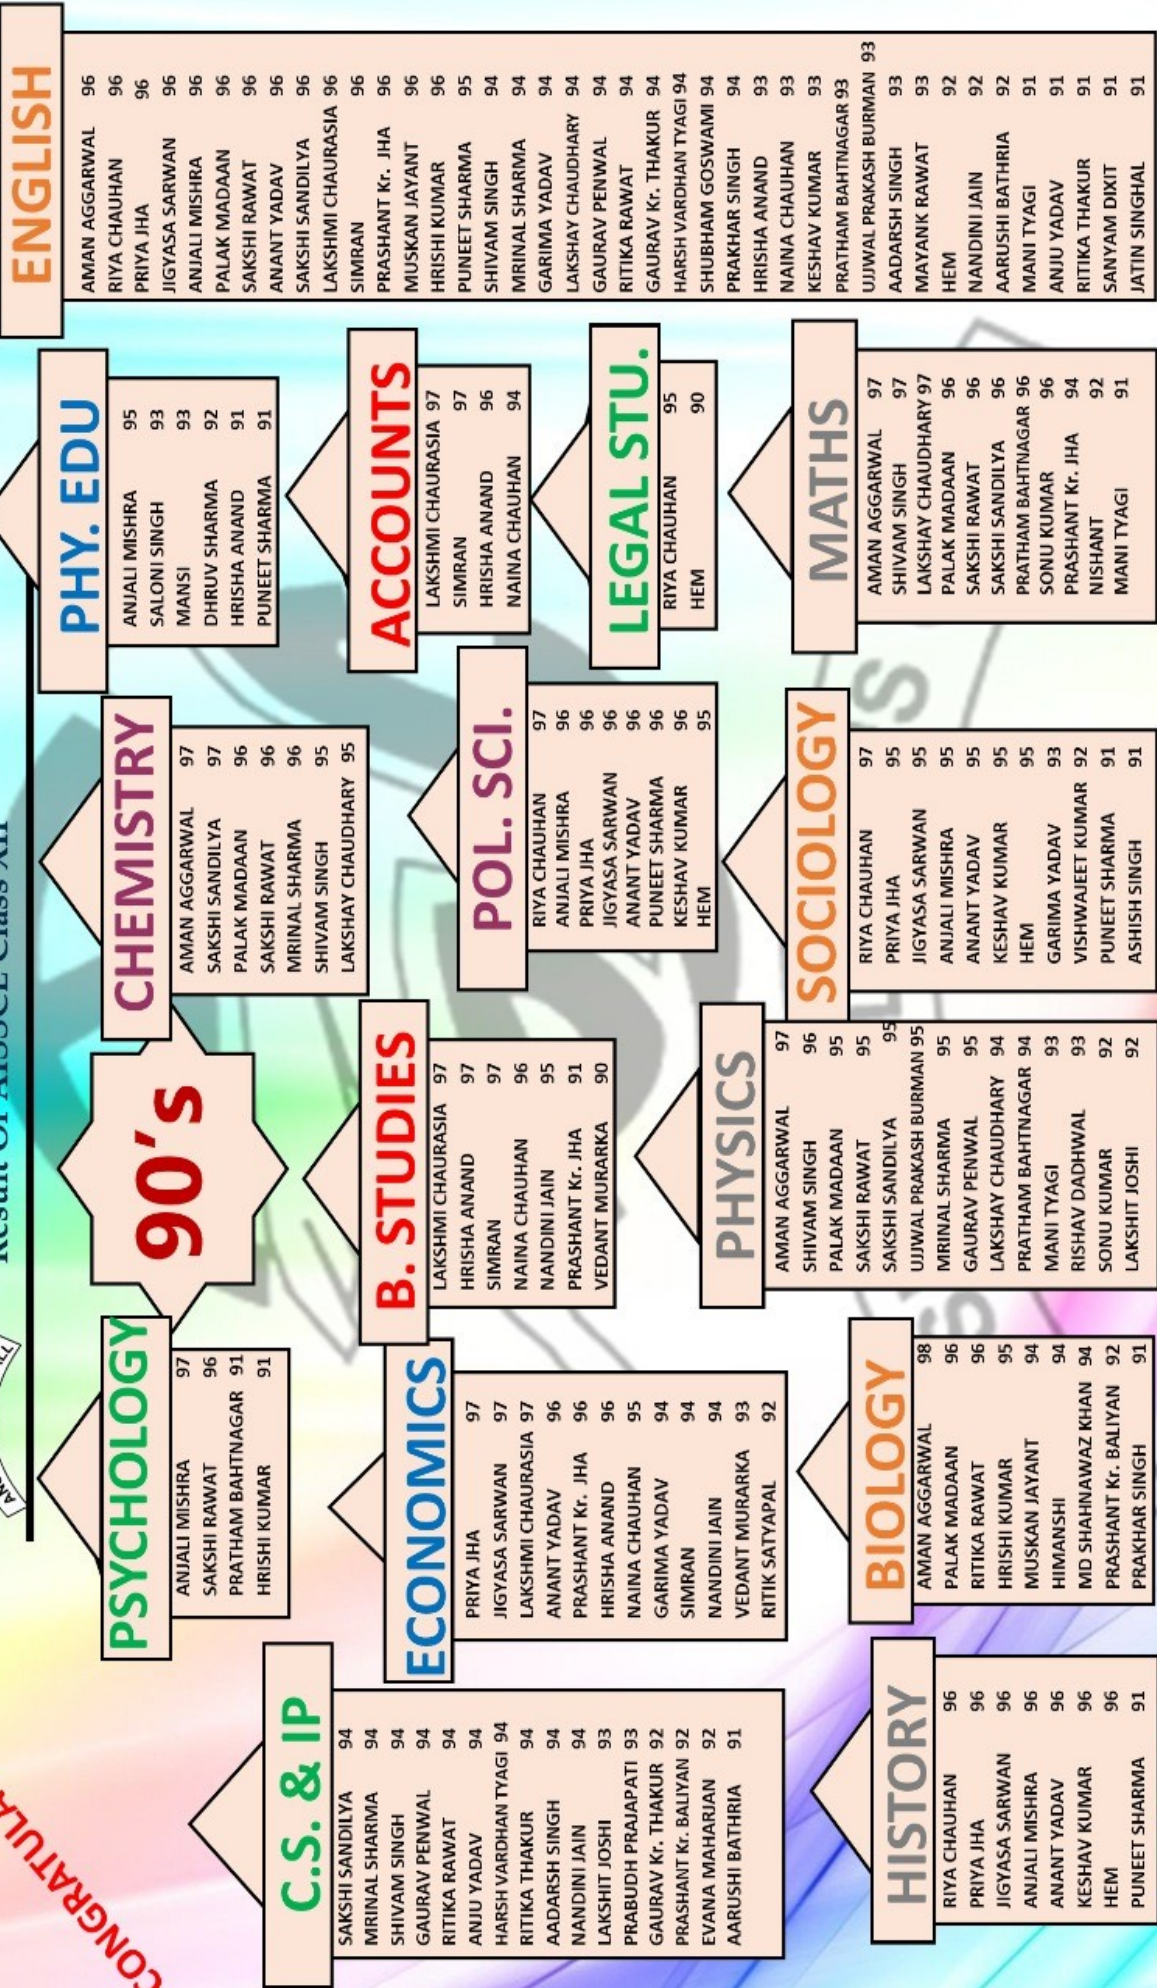 CONGRATULA
Result Of AISSCE Class XII
90's
C.S. & IP
SAKSHI SANDILYA 94
MRINAL SHARMA 94
SHIVAM SINGH 94
GAURAV PENWAL 94
RITIKA RAWAT 94
ANJU YADAV 94
HARSH VARDHAN TYAGI 94
RITIKA THAKUR 94
AADARSH SINGH 94
NANDINI JAIN 94
LAKSHIT JOSHI 93
PRABUDH PRAJAPATI 93
GAURAV Kr. THAKUR 92
PRASHANT Kr. BALIYAN 92
EVANA MAHARJAN 92
AARUSHI BATHRIA 91
PSYCHOLOGY
ANJALI MISHRA 97
SAKSHI RAWAT 96
PRATHAM BAHTNAGAR 91
HRISHI KUMAR 91
CHEMISTRY
AMAN AGGARWAL 97
SAKSHI SANDILYA 97
PALAK MADAAN 96
SAKSHI RAWAT 96
MRINAL SHARMA 96
SHIVAM SINGH 95
LAKSHAY CHAUDHARY 95
PHY. EDU
ANJALI MISHRA 95
SALONI SINGH 93
MANSI 93
DHRUV SHARMA 92
HRISHA ANAND 91
PUNEET SHARMA 91
ENGLISH
AMAN AGGARWAL 96
RIYA CHAUHAN 96
PRIYA JHA 96
JIGYASA SARWAN 96
ANJALI MISHRA 96
PALAK MADAAN 96
SAKSHI RAWAT 96
ANANT YADAV 96
SAKSHI SANDILYA 96
LAKSHMI CHAURASIA 96
SIMRAN 96
PRASHANT Kr. JHA 96
MUSKAN JAYANT 96
HRISHI KUMAR 96
PUNEET SHARMA 95
SHIVAM SINGH 94
MRINAL SHARMA 94
GARIMA YADAV 94
LAKSHAY CHAUDHARY 94
GAURAV PENWAL 94
RITIKA RAWAT 94
GAURAV Kr. THAKUR 94
HARSH VARDHAN TYAGI 94
SHUBHAM GOSWAMI 94
PRAKHAR SINGH 94
HRISHA ANAND 93
NAINA CHAUHAN 93
KESHAV KUMAR 93
PRATHAM BAHTNAGAR 93
UJJWAL PRAKASH BURMAN 93
AADARSH SINGH 93
MAYANK RAWAT 93
HEM 92
NANDINI JAIN 92
AARUSHI BATHRIA 92
MANI TYAGI 91
ANJU YADAV 91
RITIKA THAKUR 91
SANYAM DIXIT 91
JATIN SINGHAL 91
ECONOMICS
PRIYA JHA 97
JIGYASA SARWAN 97
LAKSHMI CHAURASIA 97
ANANT YADAV 96
PRASHANT Kr. JHA 96
HRISHA ANAND 96
NAINA CHAUHAN 95
GARIMA YADAV 94
SIMRAN 94
NANDINI JAIN 94
VEDANT MURARKA 93
RITIK SATYAPAL 92
B. STUDIES
LAKSHMI CHAURASIA 97
HRISHA ANAND 97
SIMRAN 97
NAINA CHAUHAN 96
NANDINI JAIN 95
PRASHANT Kr. JHA 91
VEDANT MURARKA 90
POL. SCI.
RIYA CHAUHAN 97
ANJALI MISHRA 96
PRIYA JHA 96
JIGYASA SARWAN 96
ANANT YADAV 96
PUNEET SHARMA 96
KESHAV KUMAR 96
HEM 95
ACCOUNTS
LAKSHMI CHAURASIA 97
SIMRAN 97
HRISHA ANAND 96
NAINA CHAUHAN 94
LEGAL STU.
RIYA CHAUHAN 95
HEM 90
HISTORY
RIYA CHAUHAN 96
PRIYA JHA 96
JIGYASA SARWAN 96
ANJALI MISHRA 96
ANANT YADAV 96
KESHAV KUMAR 96
HEM 96
PUNEET SHARMA 91
BIOLOGY
AMAN AGGARWAL 98
PALAK MADAAN 96
RITIKA RAWAT 96
HRISHI KUMAR 95
MUSKAN JAYANT 94
HIMANSHI 94
MD SHAHNAWAZ KHAN 94
PRASHANT Kr. BALIYAN 92
PRAKHAR SINGH 91
PHYSICS
AMAN AGGARWAL 97
SHIVAM SINGH 96
PALAK MADAAN 95
SAKSHI RAWAT 95
SAKSHI SANDILYA 95
UJJWAL PRAKASH BURMAN 95
MRINAL SHARMA 95
GAURAV PENWAL 95
LAKSHAY CHAUDHARY 94
PRATHAM BAHTNAGAR 94
MANI TYAGI 93
RISHAV DADHWAL 93
SONU KUMAR 92
LAKSHIT JOSHI 92
SOCIOLOGY
RIYA CHAUHAN 97
PRIYA JHA 95
JIGYASA SARWAN 95
ANJALI MISHRA 95
ANANT YADAV 95
KESHAV KUMAR 95
HEM 95
GARIMA YADAV 93
VISHWAJEET KUMAR 92
PUNEET SHARMA 91
ASHISH SINGH 91
MATHS
AMAN AGGARWAL 97
SHIVAM SINGH 97
LAKSHAY CHAUDHARY 97
PALAK MADAAN 96
SAKSHI RAWAT 96
SAKSHI SANDILYA 96
PRATHAM BAHTNAGAR 96
SONU KUMAR 96
PRASHANT Kr. JHA 94
NISHANT 92
MANI TYAGI 91